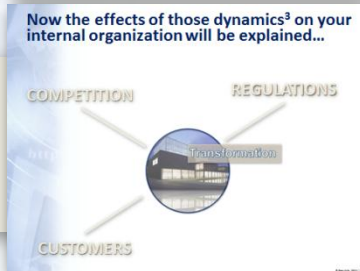 Now the effects of those dynamics³ on your
internal organization will be explained…
COMPETITION
REGULATIONS
Transformation
CUSTOMERS